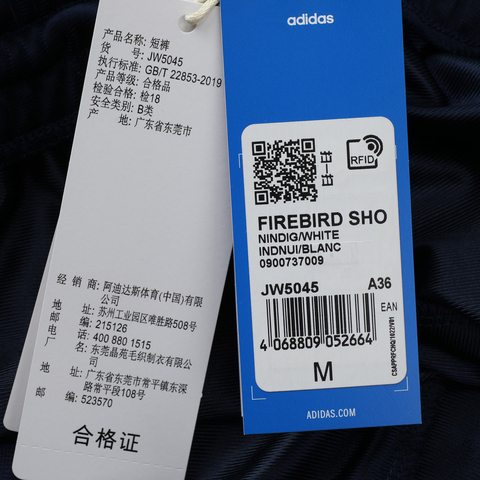 产品名称: 短裤
货 号: JW5045
执行标准: GB/T 22853-2019
产品等级: 合格品
检验合格: 检18
安全类别: B类
产 地: 广东省东莞市
经 销 商: 阿迪达斯体育(中国)有限公司
地 址: 苏州工业园区唯胜路508号
邮 编: 215126
电 话: 400 880 1515
: 东莞晶苑毛织制衣有限公司
地 址: 广东省东莞市常平镇东深路常平段108号
邮 编: 523570
合格证
adidas
RFID
FIREBIRD SHO
NINDIG/WHITE
INDNUI/BLANC
0900737009
JW5045 A36
EAN
4 068809 052664
M
ADIDAS.COM